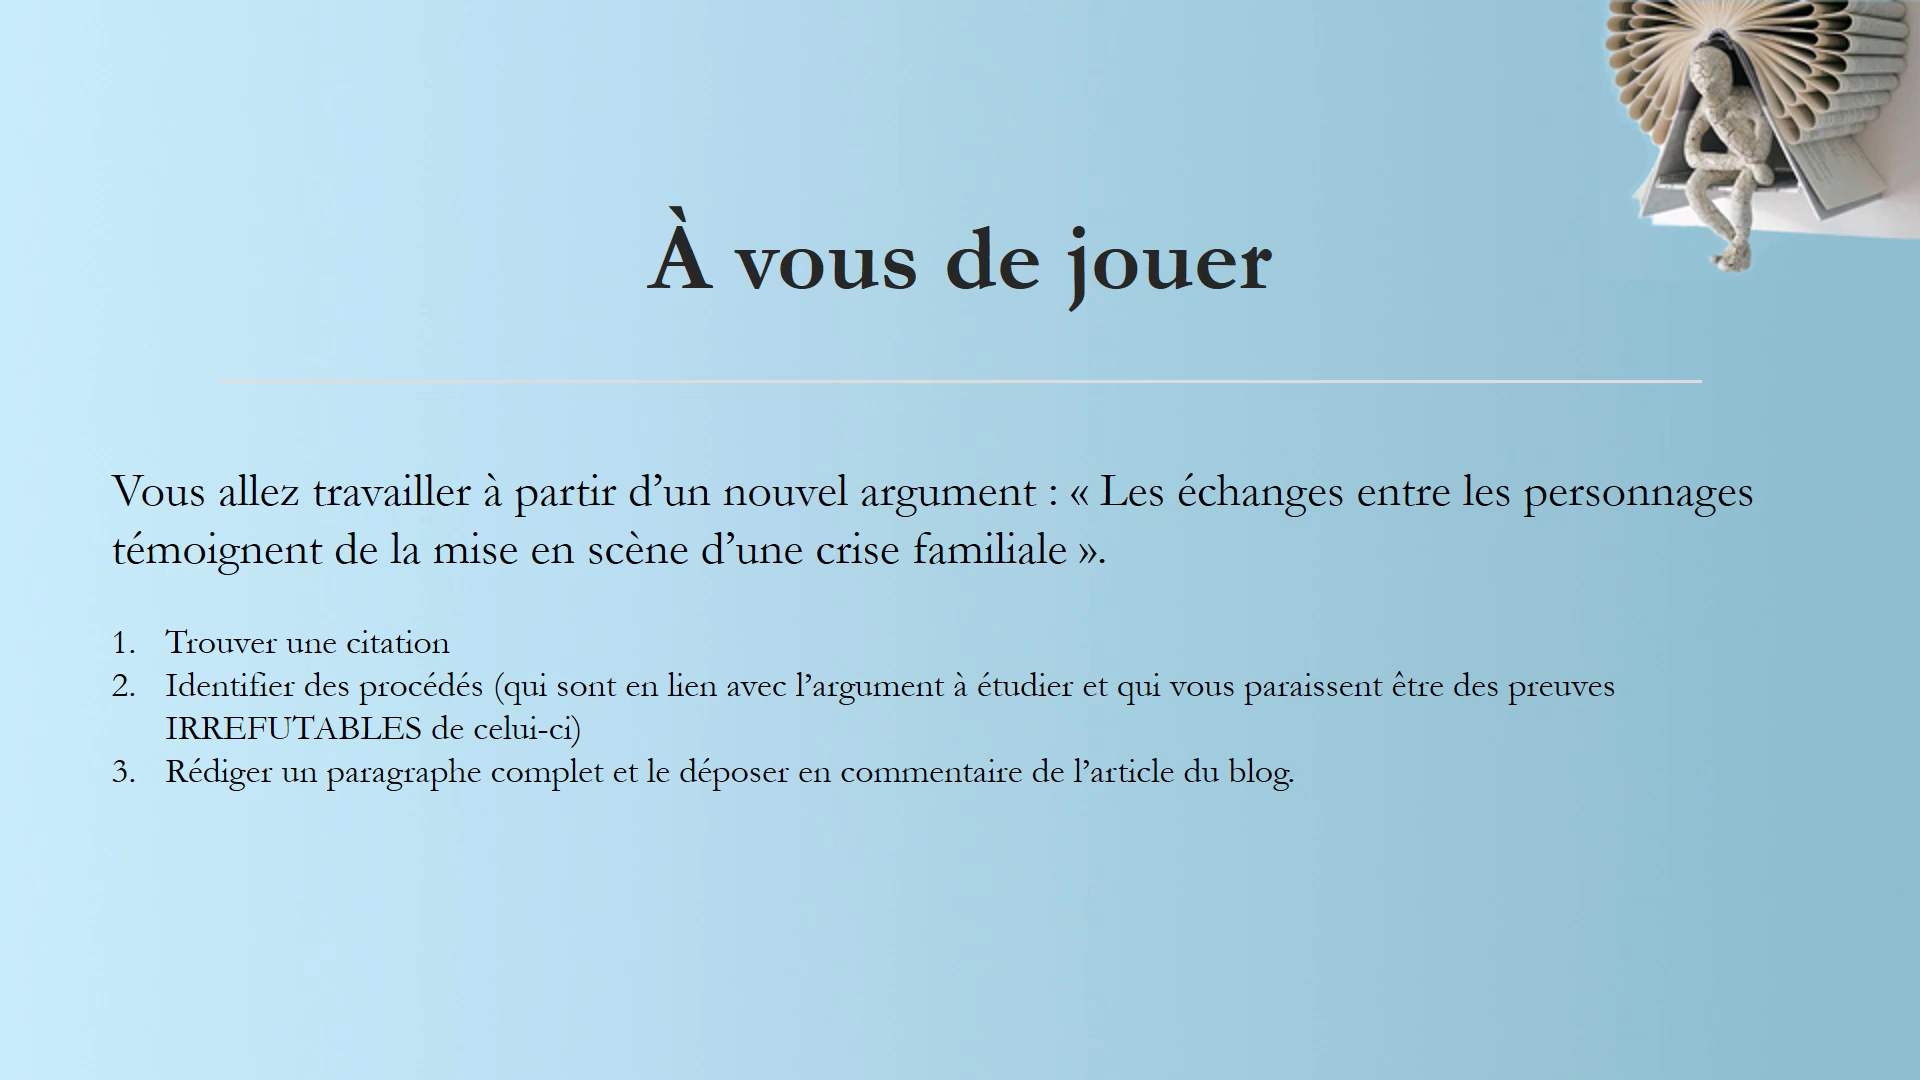 À vous de jouer
Vous allez travailler à partir d’un nouvel argument : « Les échanges entre les personnages
témoignent de la mise en scène d’une crise familiale ».
1. Trouver une citation
2. Identifier des procédés (qui sont en lien avec l’argument à étudier et qui vous paraissent être des preuves
IRREFUTABLES de celui-ci)
3. Rédiger un paragraphe complet et le déposer en commentaire de l’article du blog.